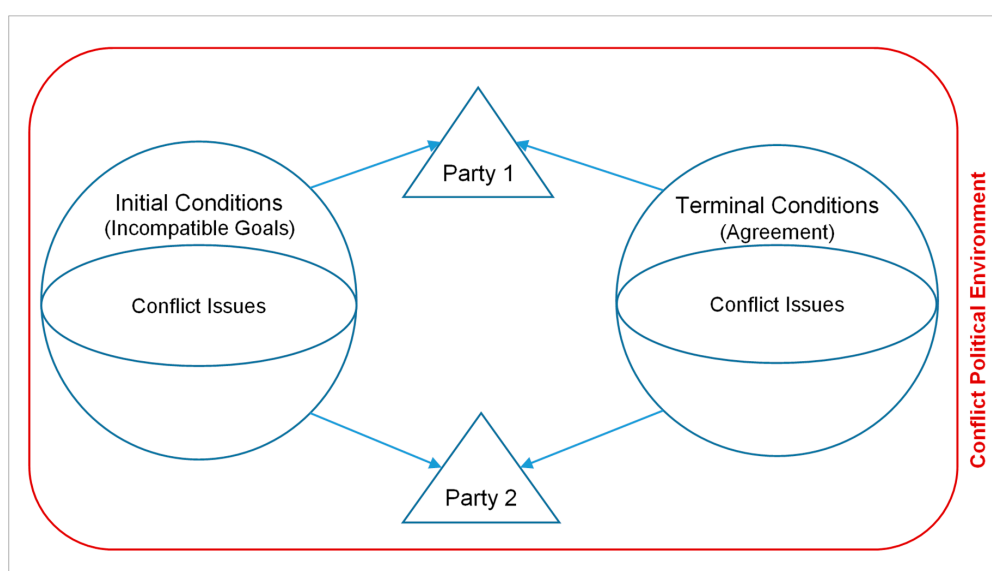 Party 1
Initial Conditions
(Incompatible Goals)
Conflict Issues
Terminal Conditions
(Agreement)
Conflict Issues
Party 2
Conflict Political Environment